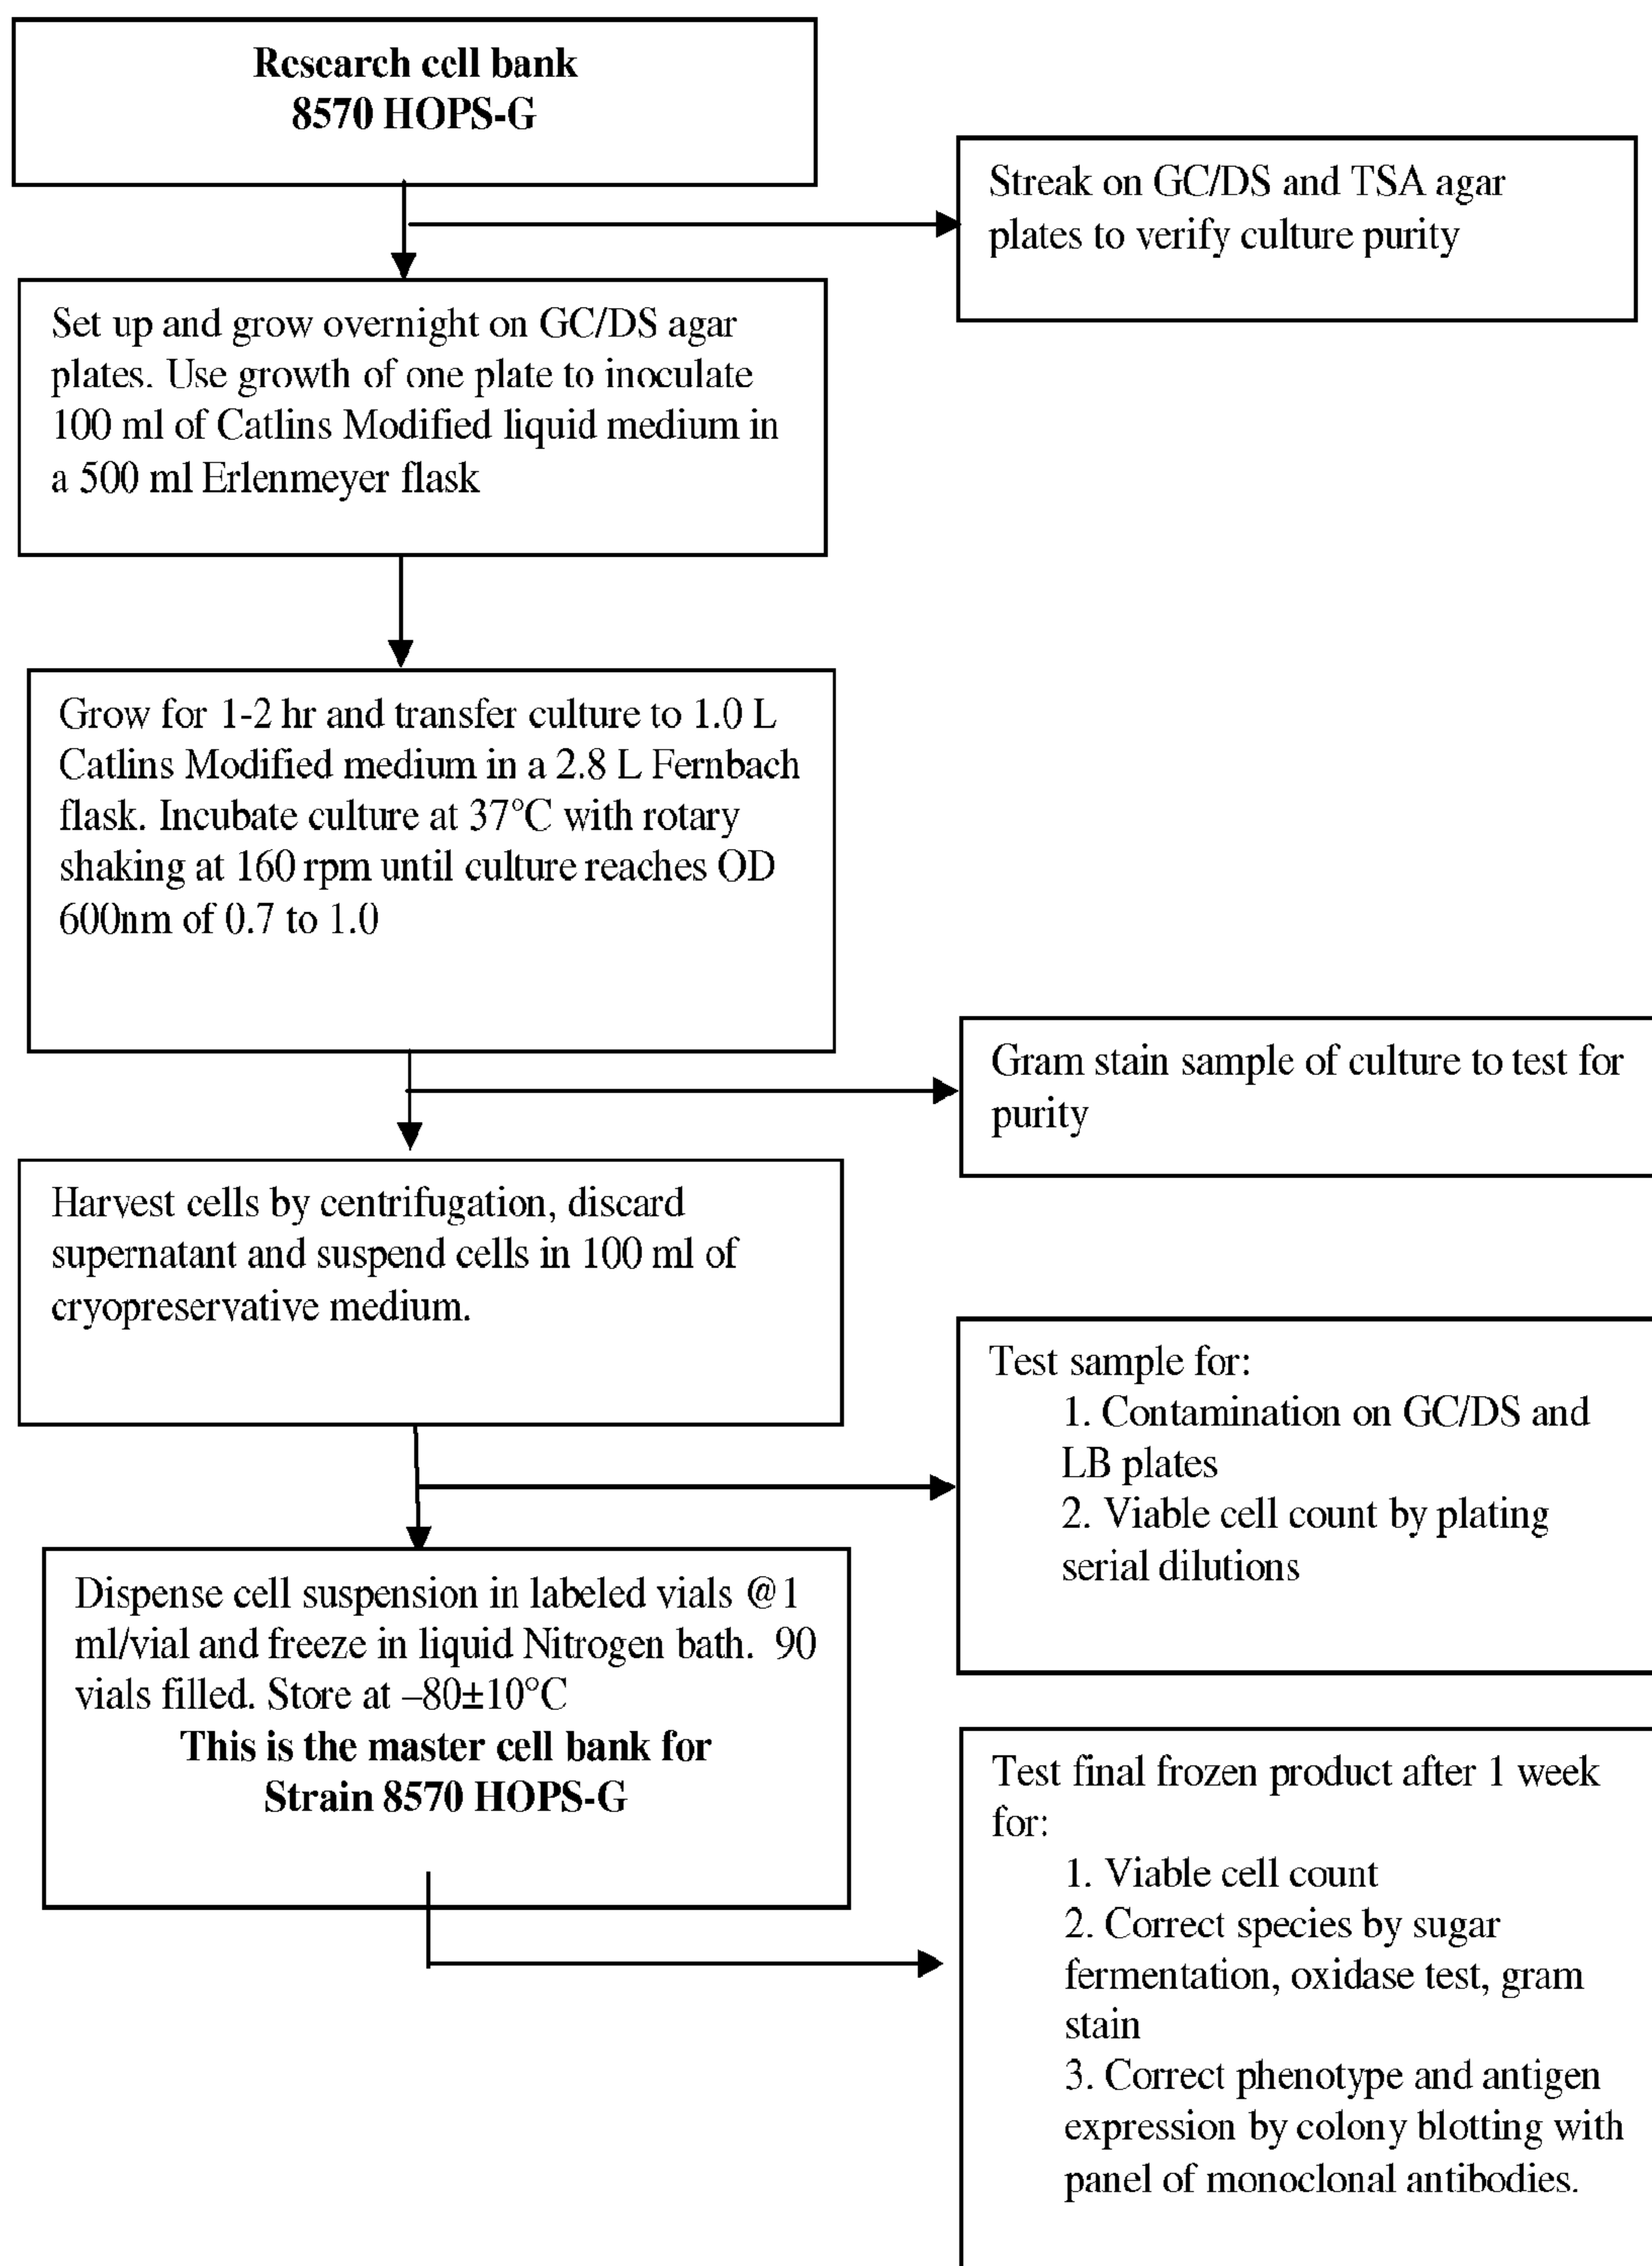 Research cell bank
8570 HOPS-G
Streak on GC/DS and TSA agar
plates to verify culture purity
Set up and grow overnight on GC/DS agar
plates. Use growth of one plate to inoculate
100 ml of Catlins Modified liquid medium in
a 500 ml Erlenmeyer flask
Grow for 1-2 hr and transfer culture to 1.0 L
Catlins Modified medium in a 2.8 L Fernbach
flask. Incubate culture at 37°C with rotary
shaking at 160 rpm until culture reaches OD
600nm of 0.7 to 1.0
Gram stain sample of culture to test for
purity
Harvest cells by centrifugation, discard
supernatant and suspend cells in 100 ml of
cryopreservative medium.
Test sample for:
1. Contamination on GC/DS and
LB plates
2. Viable cell count by plating
serial dilutions
Dispense cell suspension in labeled vials @1
ml/vial and freeze in liquid Nitrogen bath.  90
vials filled. Store at –80±10°C
This is the master cell bank for
Strain 8570 HOPS-G
Test final frozen product after 1 week
for:
1. Viable cell count
2. Correct species by sugar
fermentation, oxidase test, gram
stain
3. Correct phenotype and antigen
expression by colony blotting with
panel of monoclonal antibodies.